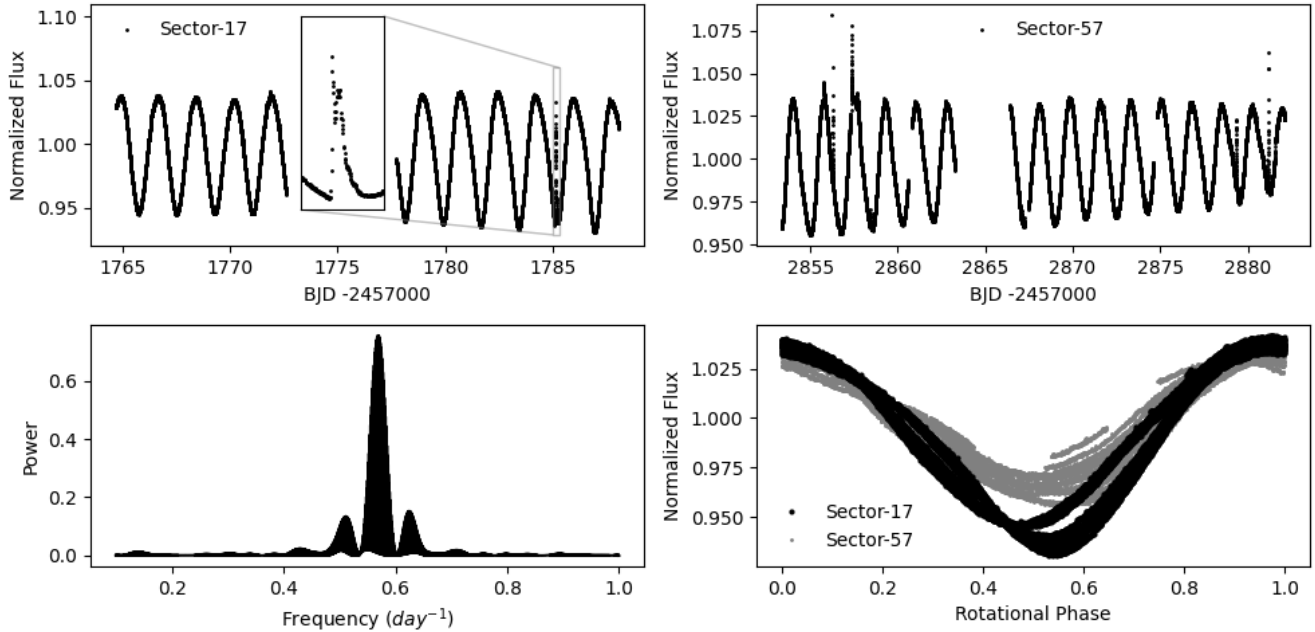 1.10
1.05
1.00
0.95
Normalized Flux
Sector-17
1765 1770 1775 1780 1785
BJD -2457000
1.075
1.050
1.025
1.000
0.975
0.950
Normalized Flux
Sector-57
2855 2860 2865 2870 2875 2880
BJD -2457000
0.6
0.4
0.2
0.0
Power
0.2 0.4 0.6 0.8 1.0
Frequency (day⁻¹)
1.025
1.000
0.975
0.950
Normalized Flux
Sector-17
Sector-57
0.0 0.2 0.4 0.6 0.8 1.0
Rotational Phase